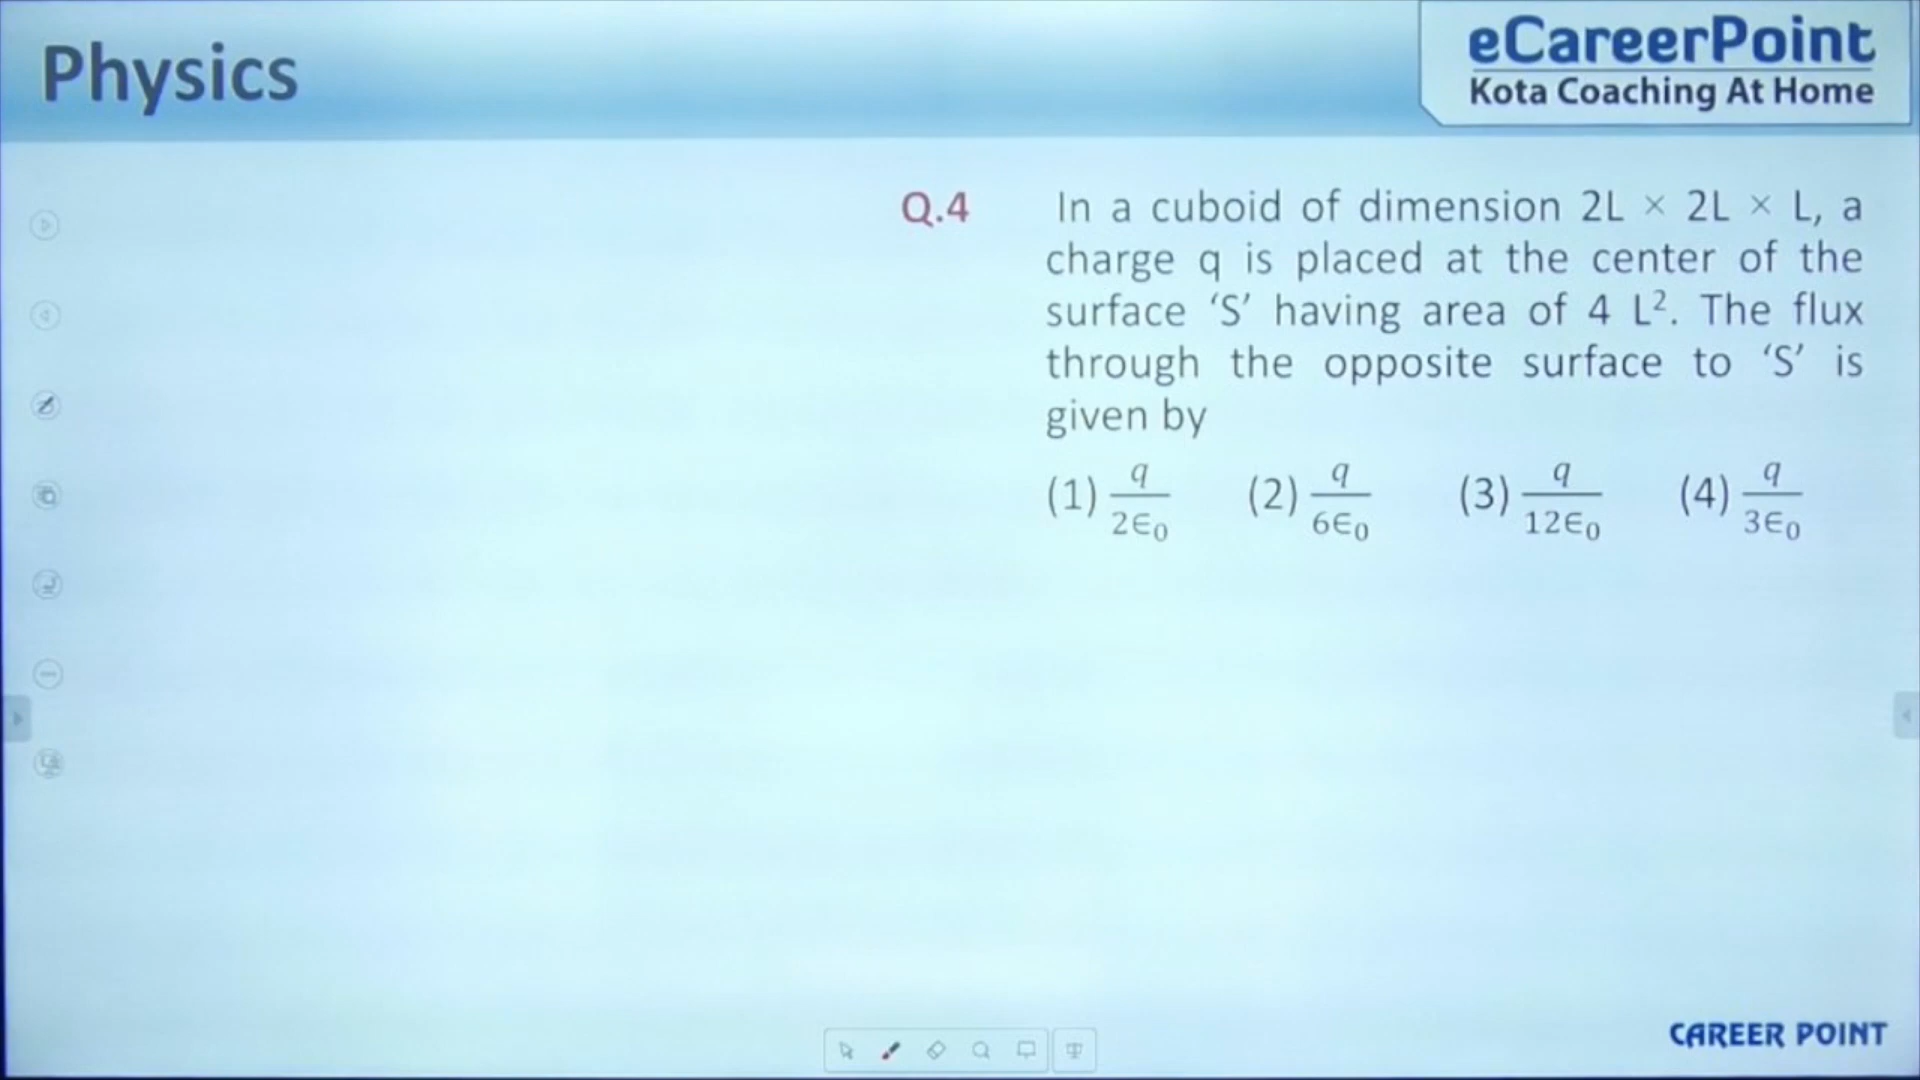 Physics
eCareerPoint
Kota Coaching At Home
Q.4 In a cuboid of dimension 2L × 2L × L, a
charge q is placed at the center of the
surface ‘S’ having area of 4 L². The flux
through the opposite surface to ‘S’ is
given by
(1) q/2∈₀ (2) q/6∈₀ (3) q/12∈₀ (4) q/3∈₀
CAREER POINT